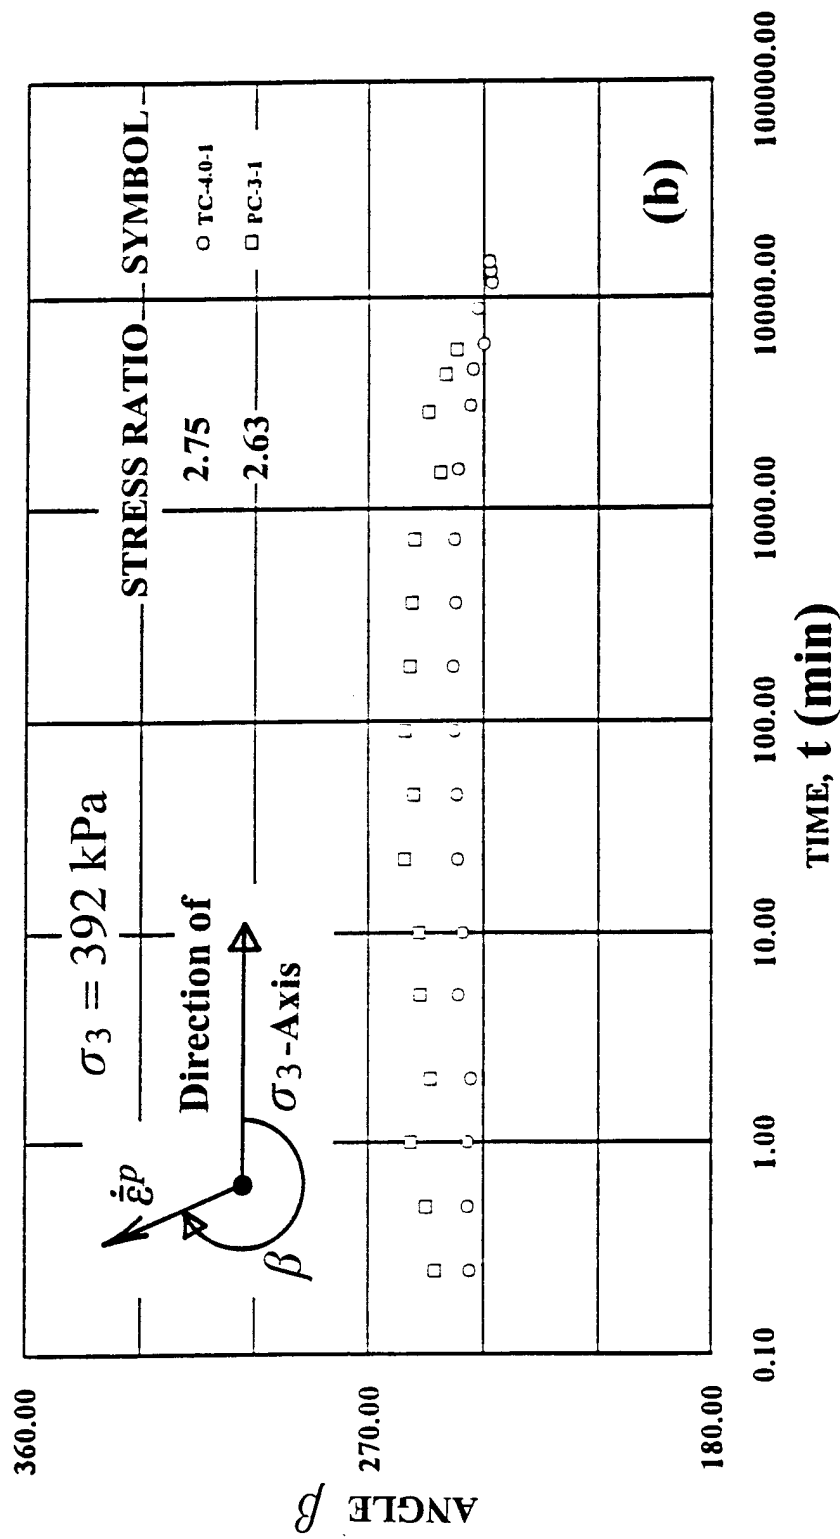 STRESS RATIO SYMBOL
2.75 ○ TC-4.0-1
2.63 □ PC-3-1
σ3 = 392 kPa
Direction of
σ3-Axis
ε̇ᵖ
β
(b)
ANGLE β
360.00
270.00
180.00
0.10 1.00 10.00 100.00 1000.00 10000.00 100000.00
TIME, t (min)